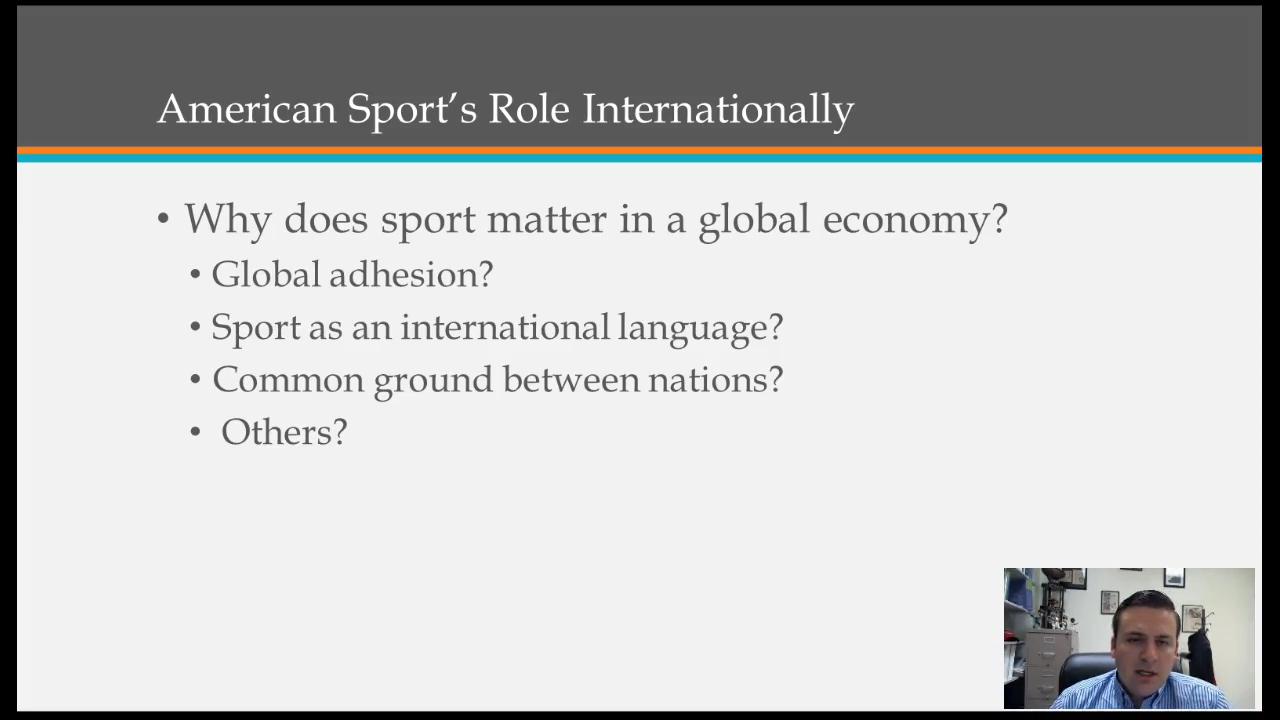 American Sport’s Role Internationally
• Why does sport matter in a global economy?
• Global adhesion?
• Sport as an international language?
• Common ground between nations?
• Others?